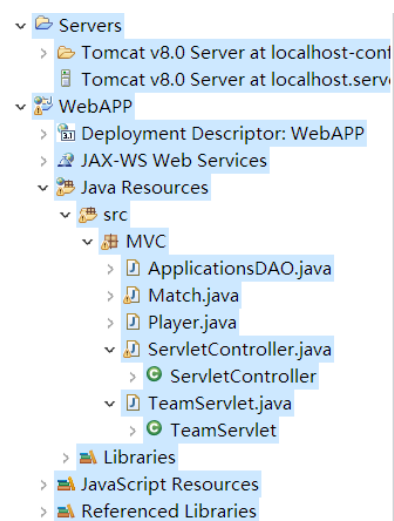 Servers
Tomcat v8.0 Server at localhost-conf
Tomcat v8.0 Server at localhost.serv
WebAPP
Deployment Descriptor: WebAPP
JAX-WS Web Services
Java Resources
src
MVC
ApplicationsDAO.java
Match.java
Player.java
ServletController.java
ServletController
TeamServlet.java
TeamServlet
Libraries
JavaScript Resources
Referenced Libraries